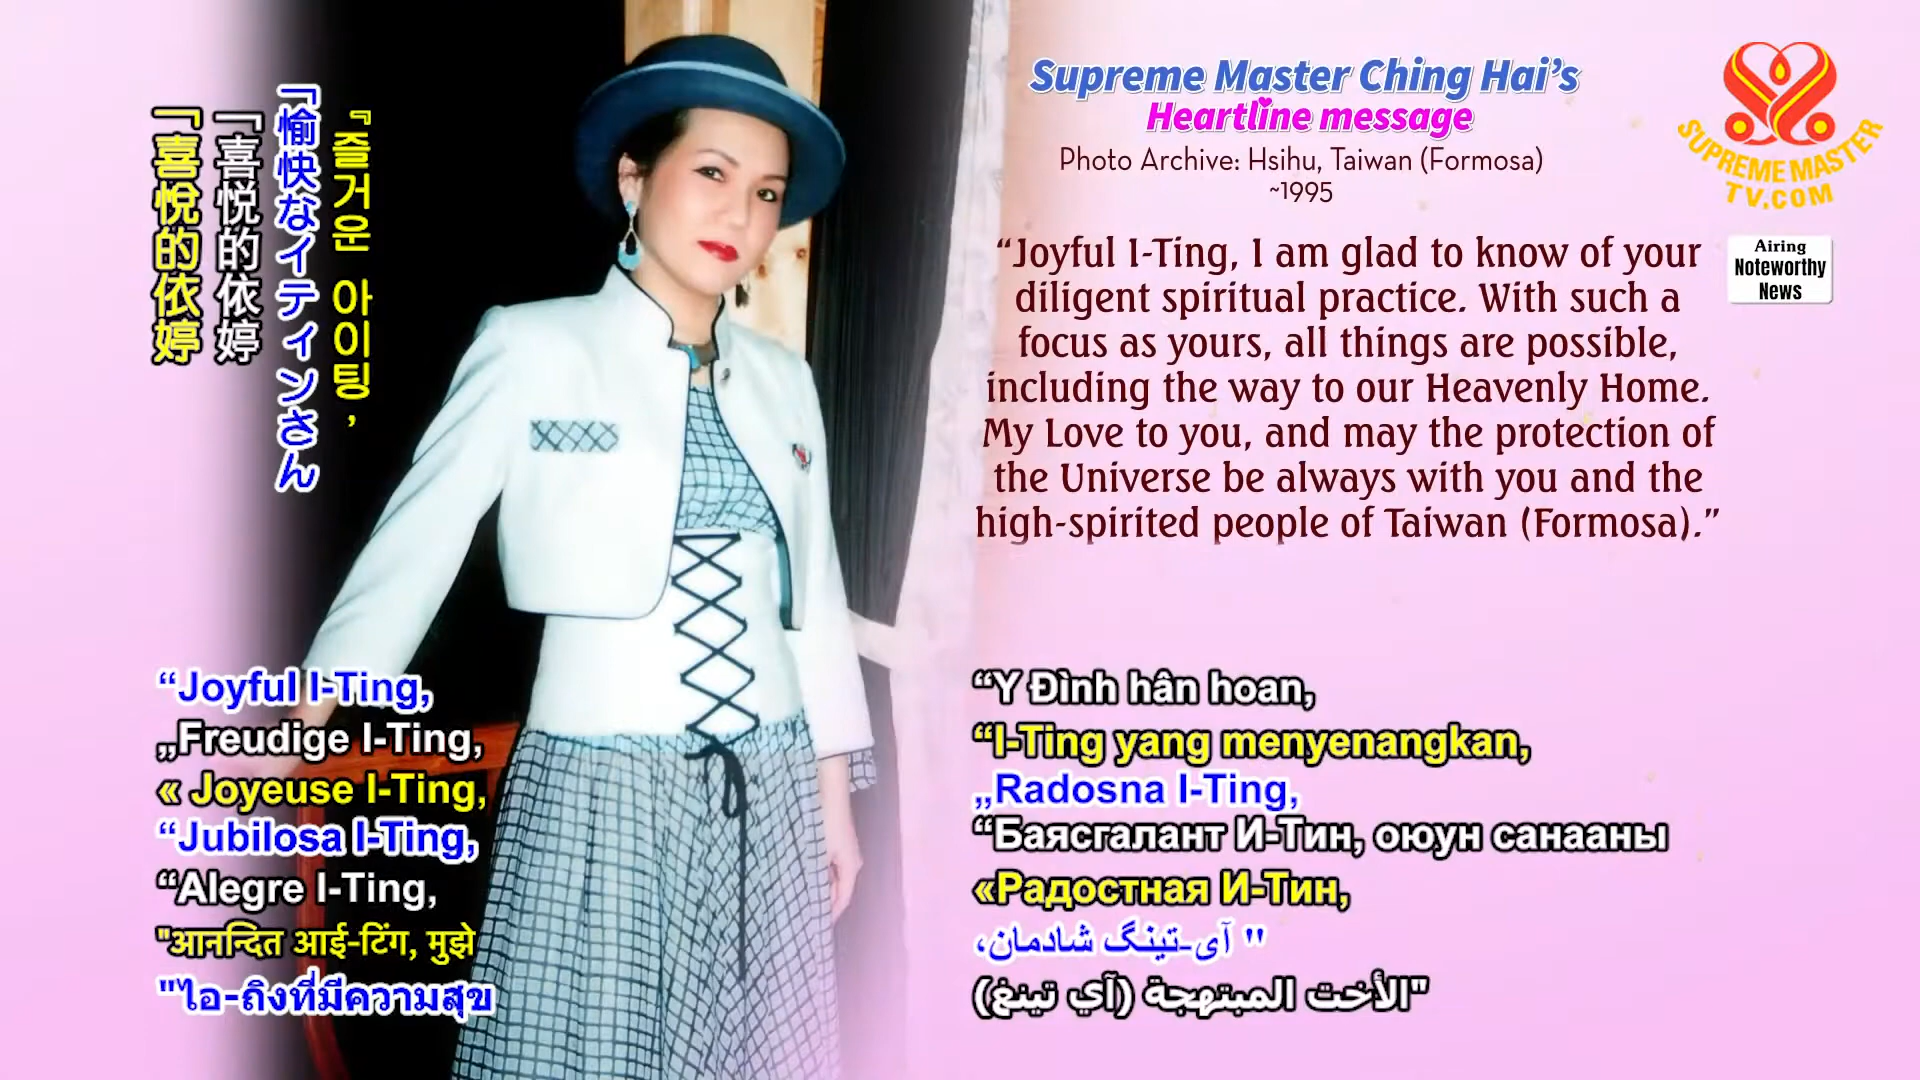 Supreme Master Ching Hai’s
Heartline message
Photo Archive: Hsihu, Taiwan (Formosa)
~1995
SUPREME MASTER
TV.COM
Airing
Noteworthy
News
“Joyful I-Ting, I am glad to know of your
diligent spiritual practice. With such a
focus as yours, all things are possible,
including the way to our Heavenly Home.
My Love to you, and may the protection of
the Universe be always with you and the
high-spirited people of Taiwan (Formosa).”
『즐거운 아이팅,
「愉快なイティンさん
「喜悦的依婷
「喜悅的依婷
“Joyful I-Ting,
„Freudige I-Ting,
« Joyeuse I-Ting,
“Jubilosa I-Ting,
“Alegre I-Ting,
"आनन्दित आई-टिंग, मुझे
"ไอ-ถิงที่มีความสุข
“Y Đình hân hoan,
“I-Ting yang menyenangkan,
„Radosna I-Ting,
“Баясгалант И-Тин, оюун санааны
«Радостная И-Тин,
" آی-تینگ شادمان،
"الأخت المبتهجة (آي تينغ)